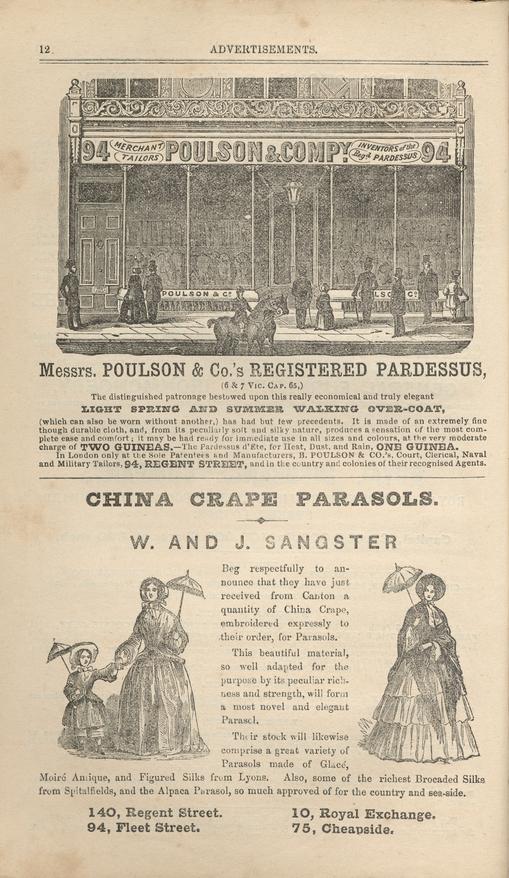 12
ADVERTISEMENTS.
94 MERCHANT TAILORS POULSON & COMPY INVENTORS of the Regd. PARDESSUS 94
POULSON & Co.
Messrs. POULSON & Co.'s REGISTERED PARDESSUS,
(6 & 7 Vic. Cap. 65,)
The distinguished patronage bestowed upon this really economical and truly elegant
LIGHT SPRING AND SUMMER WALKING OVER-COAT,
(which can also be worn without another,) has had but few precedents. It is made of an extremely fine
though durable cloth, and, from its peculiarly soft and silky nature, produces a sensation of the most com-
plete ease and comfort; it may be had ready for immediate use in all sizes and colours, at the very moderate
charge of TWO GUINEAS.—The Pardessus d'Ete, for Heat, Dust, and Rain, ONE GUINEA.
In London only at the Sole Patentees and Manufacturers, B. POULSON & CO.'s, Court, Clerical, Naval
and Military Tailors, 94, REGENT STREET, and in the country and colonies of their recognised Agents.
CHINA CRAPE PARASOLS.
W. AND J. SANGSTER
Beg respectfully to an-
nounce that they have just
received from Canton a
quantity of China Crape,
embroidered expressly to
their order, for Parasols.
This beautiful material,
so well adapted for the
purpose by its peculiar rich-
ness and strength, will form
a most novel and elegant
Parasol.
Their stock will likewise
comprise a great variety of
Parasols made of Glacé,
Moiré Antique, and Figured Silks from Lyons. Also, some of the richest Brocaded Silks
from Spitalfields, and the Alpaca Parasol, so much approved of for the country and sea-side.
140, Regent Street.
94, Fleet Street.
10, Royal Exchange.
75, Cheapside.